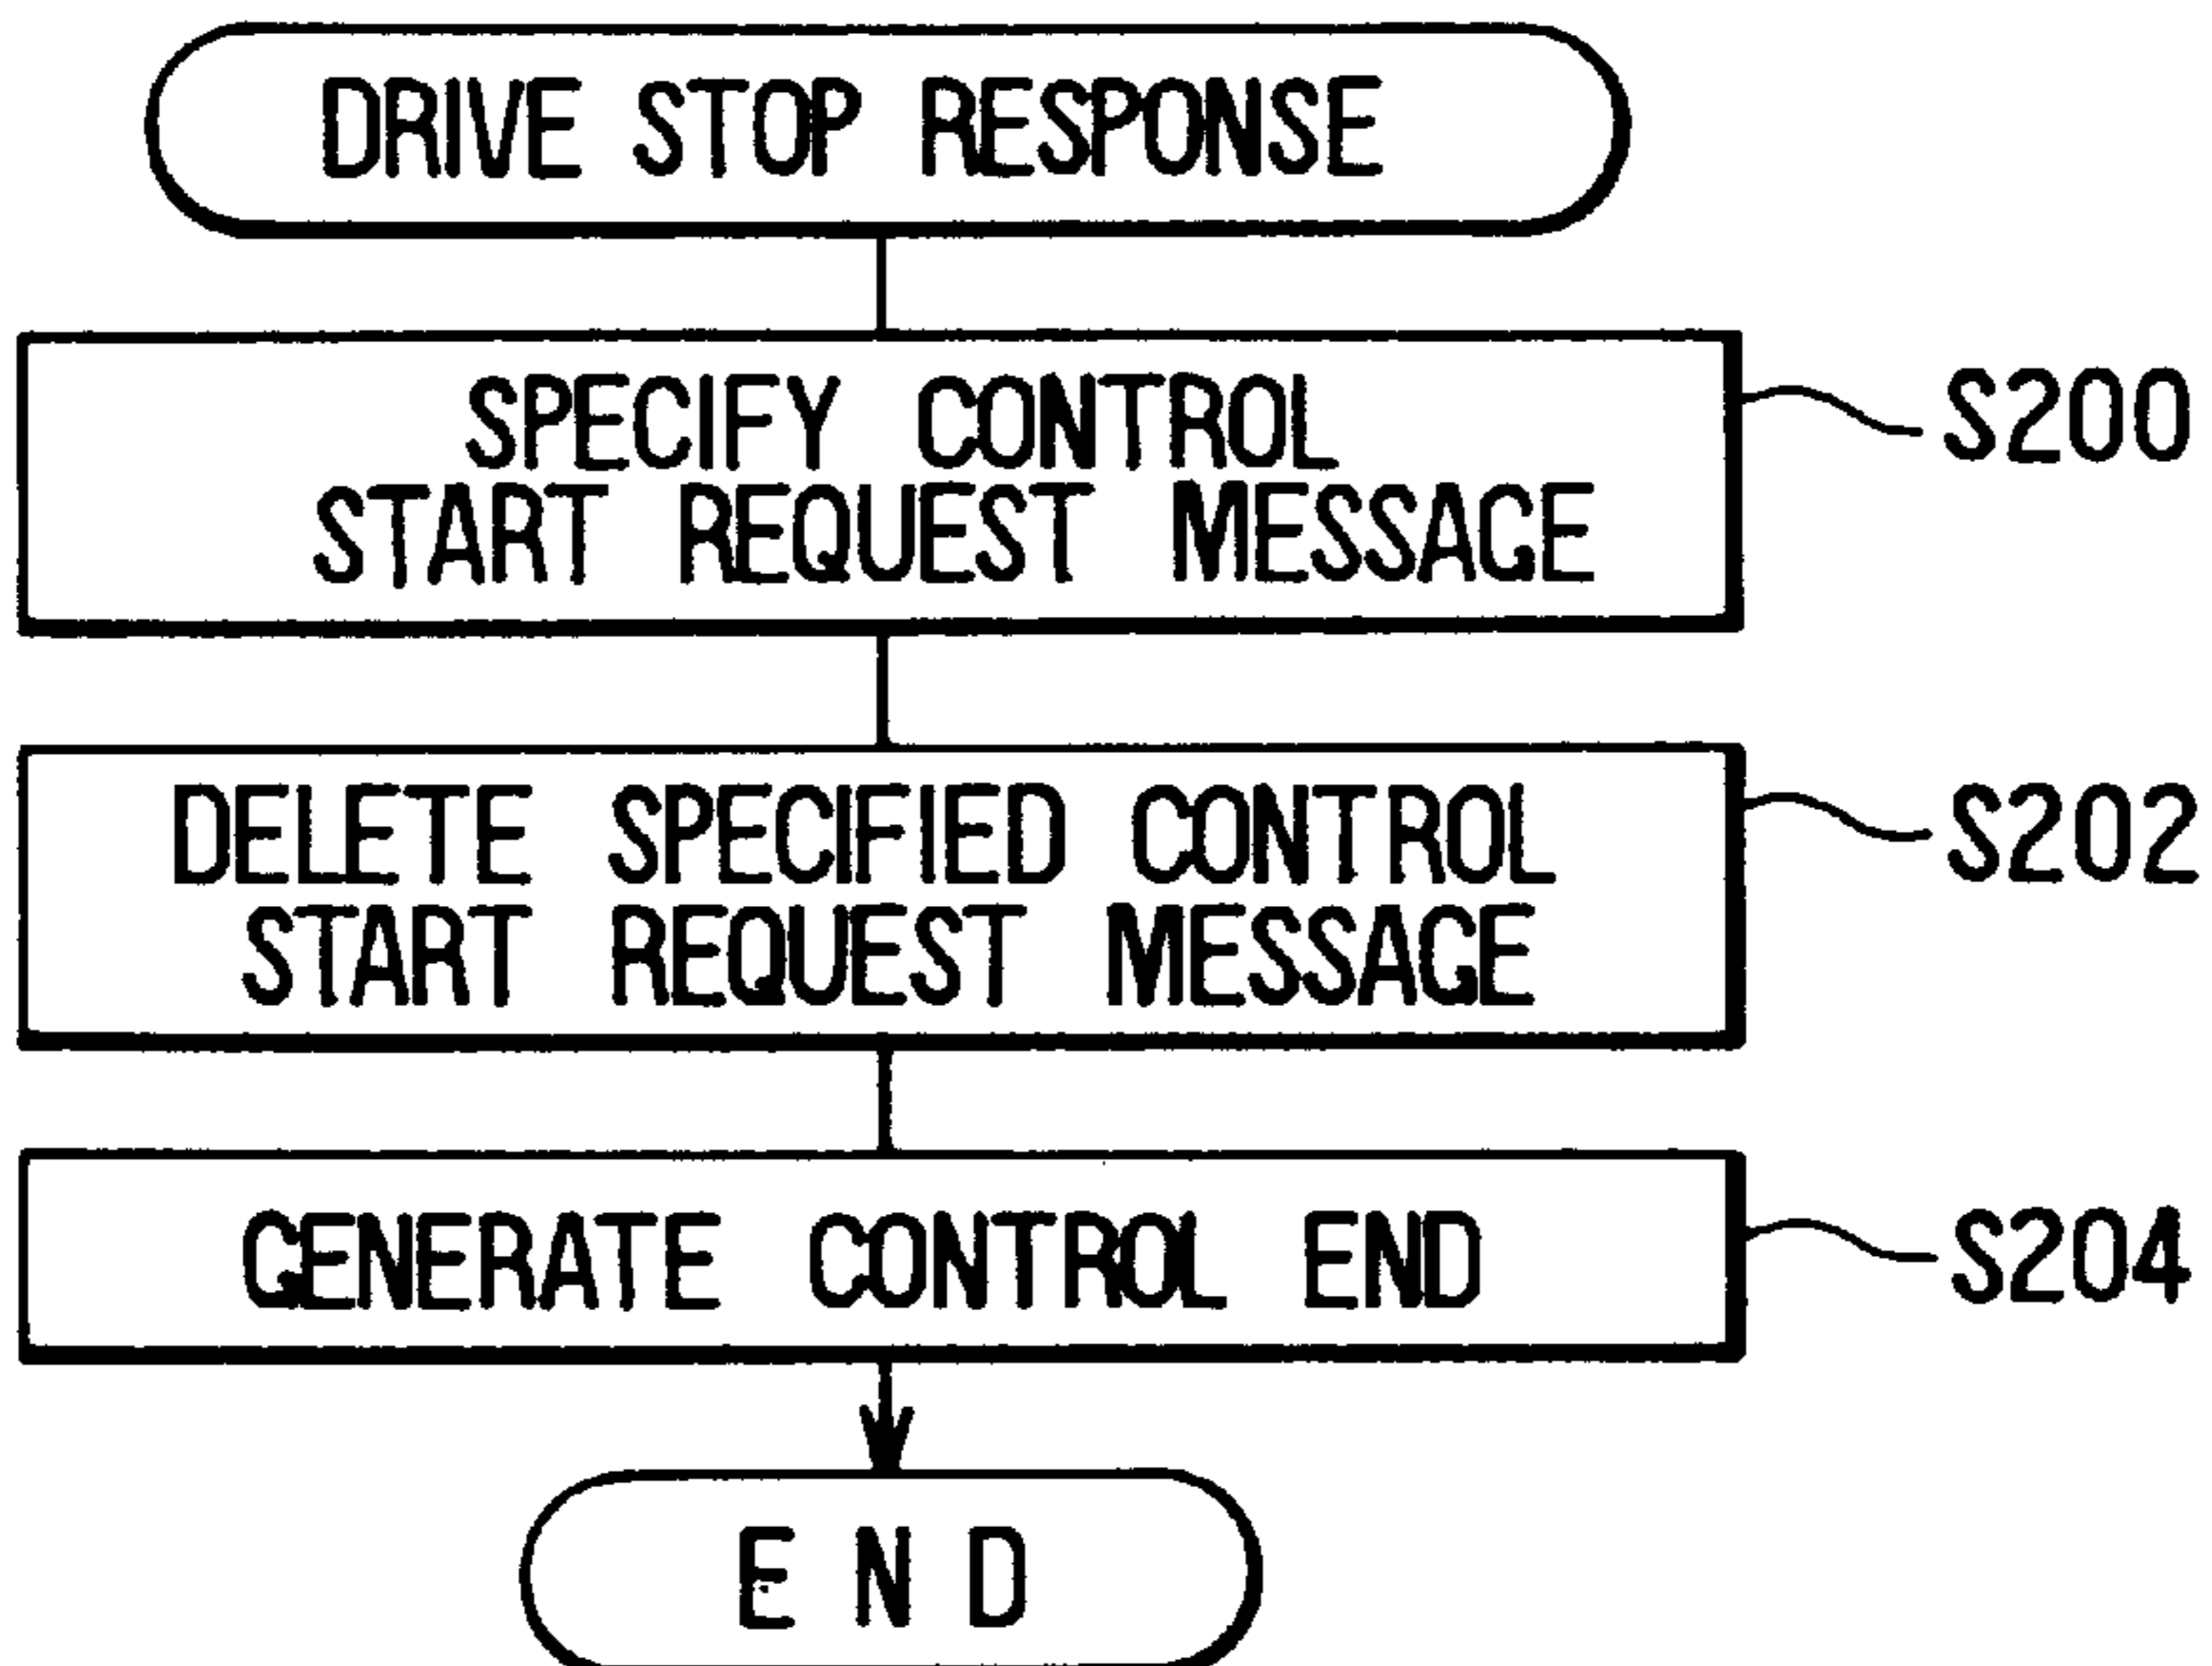 DRIVE STOP RESPONSE
SPECIFY CONTROL
START REQUEST MESSAGE
S200
DELETE SPECIFIED CONTROL
START REQUEST MESSAGE
S202
GENERATE CONTROL END
S204
END